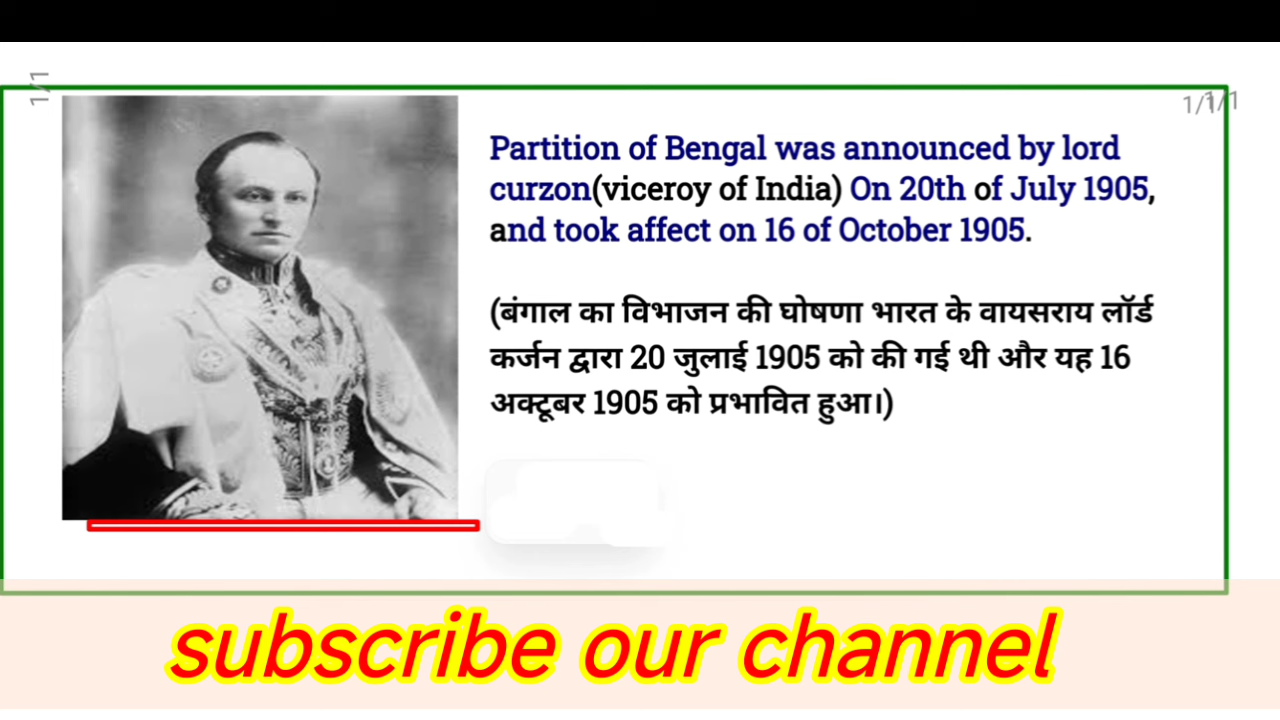 1/1
1/1
1/1
Partition of Bengal was announced by lord
curzon(viceroy of India) On 20th of July 1905,
and took affect on 16 of October 1905.
(बंगाल का विभाजन की घोषणा भारत के वायसराय लॉर्ड
कर्जन द्वारा 20 जुलाई 1905 को की गई थी और यह 16
अक्टूबर 1905 को प्रभावित हुआ।)
subscribe our channel